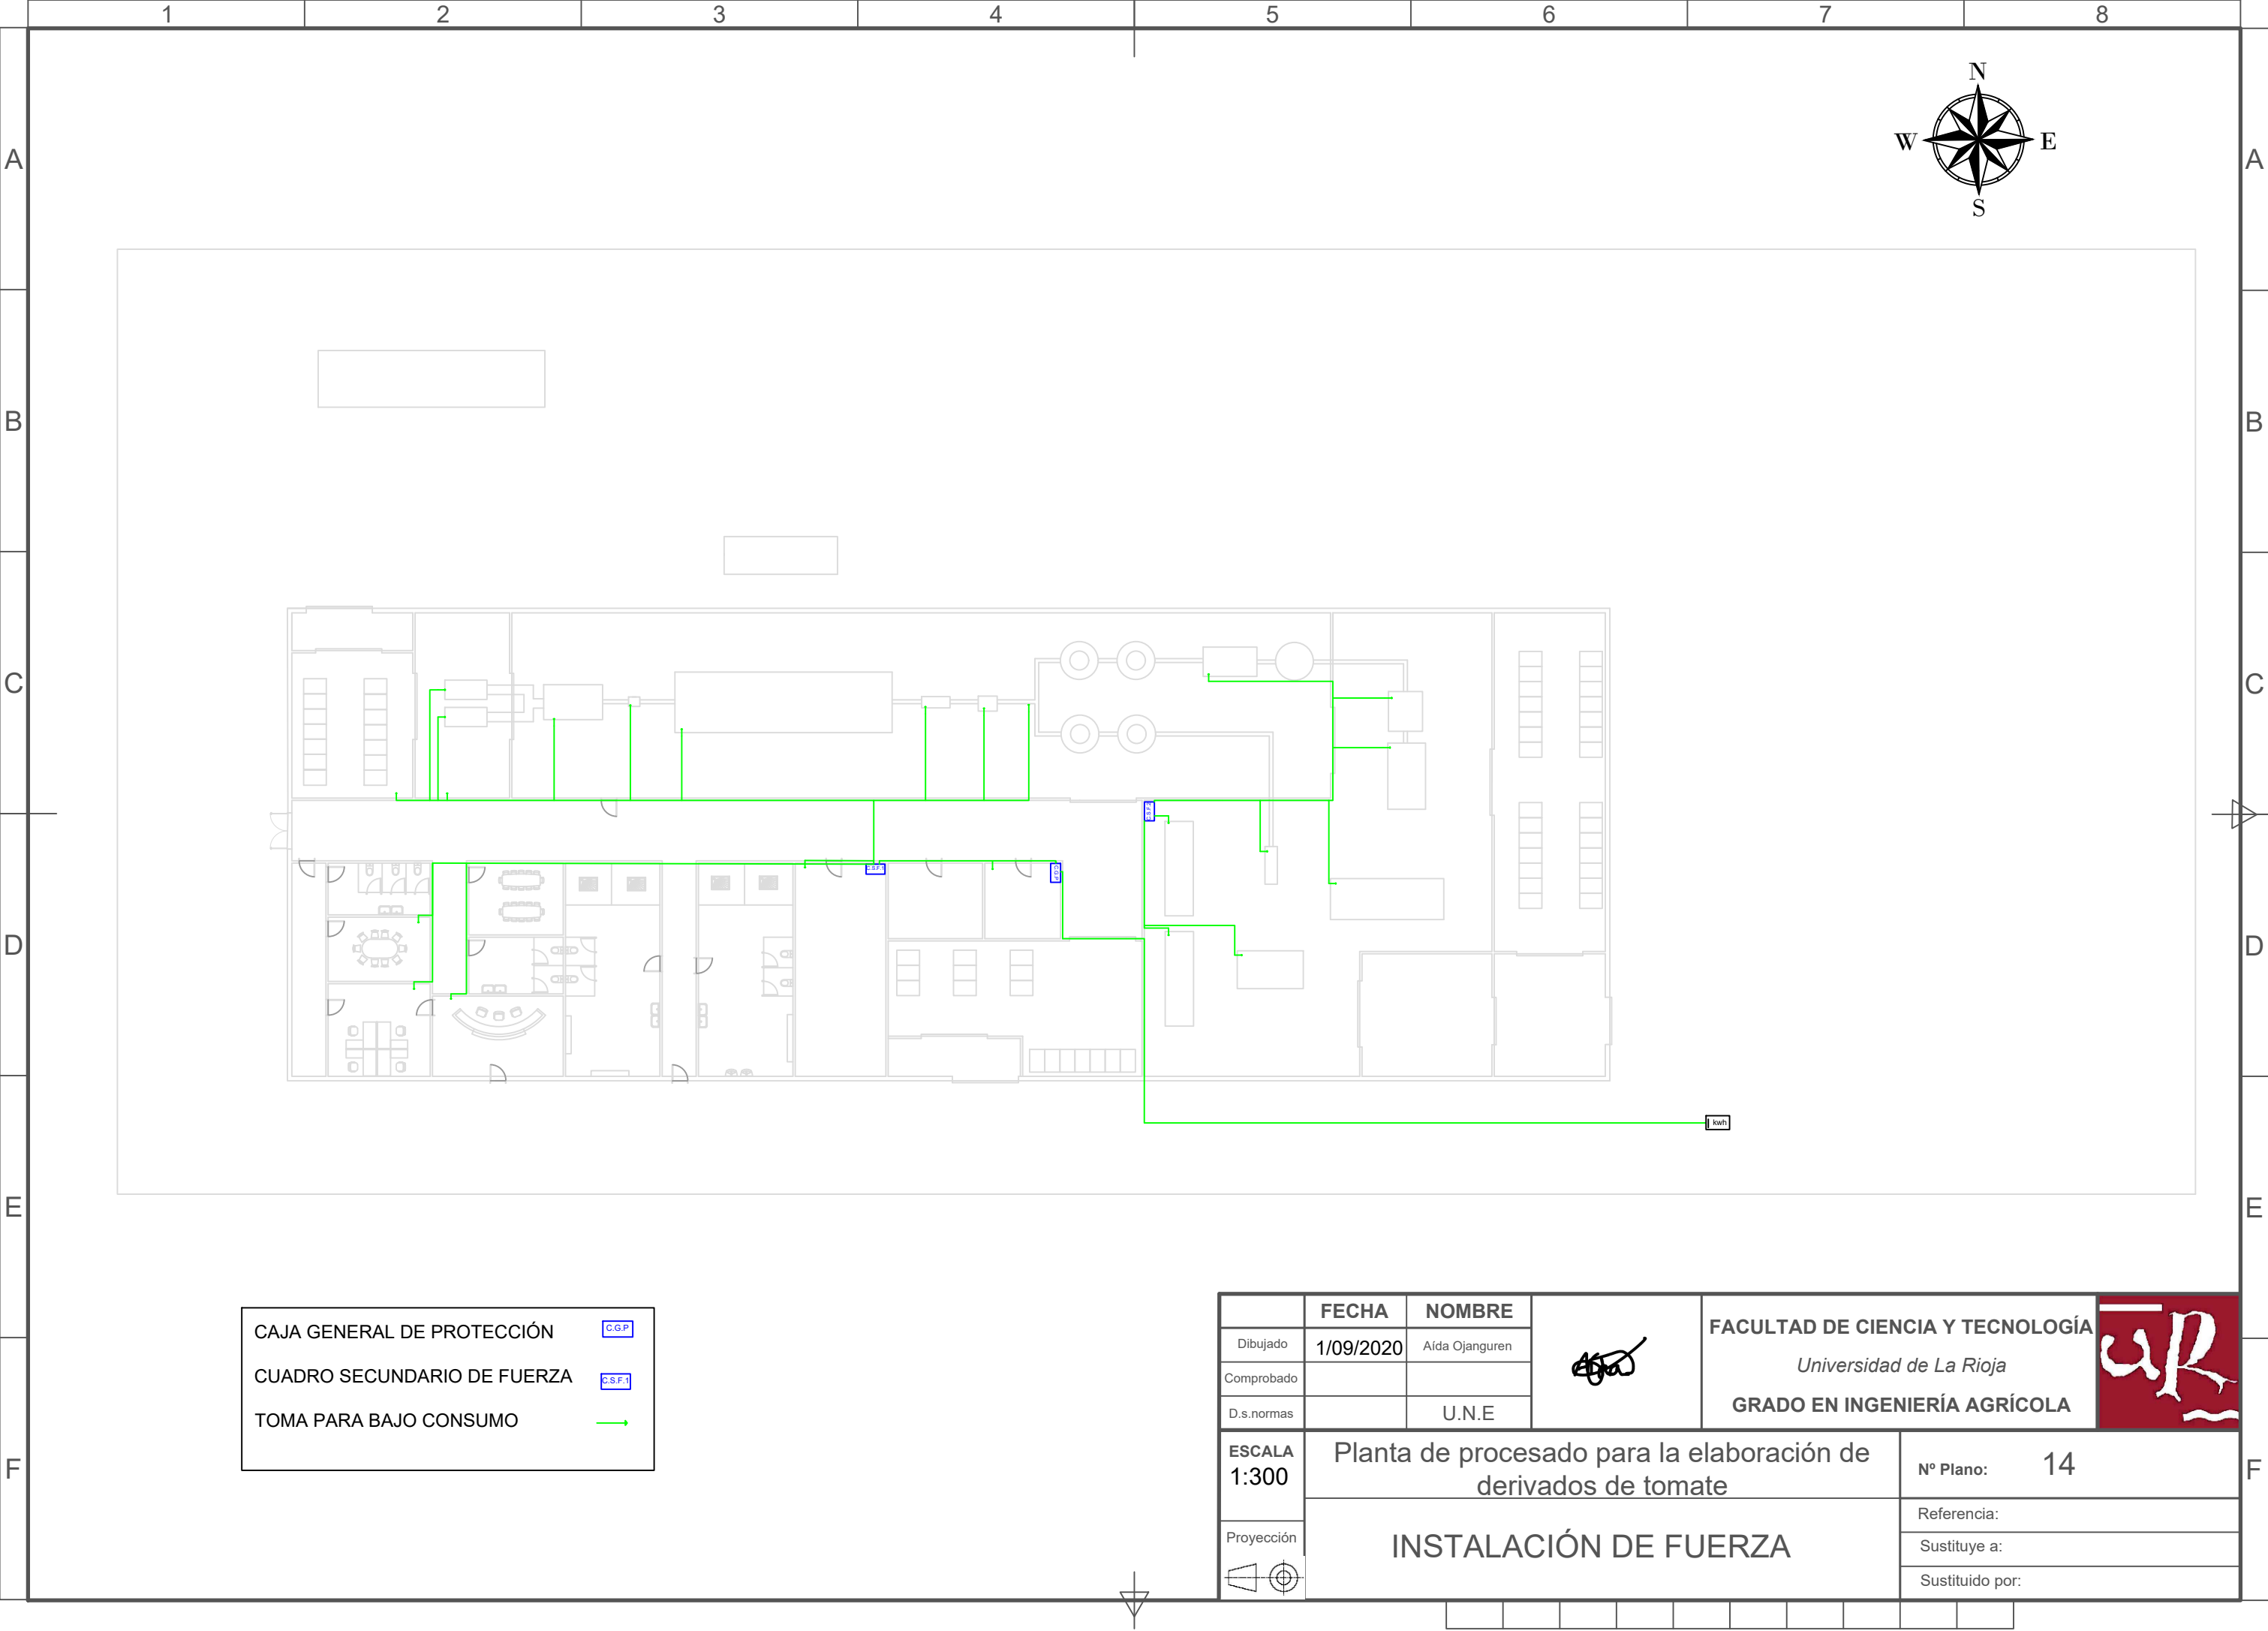 1 2 3 4 5 6 7 8
N
W E
S
A A
B B
C C
D D
E E
F F
C.S.F.1
C.G.P
kwh
CAJA GENERAL DE PROTECCIÓN C.G.P
CUADRO SECUNDARIO DE FUERZA C.S.F.1
TOMA PARA BAJO CONSUMO
FECHA NOMBRE
Dibujado 1/09/2020 Aída Ojanguren
Comprobado
D.s.normas U.N.E
FACULTAD DE CIENCIA Y TECNOLOGÍA
Universidad de La Rioja
GRADO EN INGENIERÍA AGRÍCOLA
UR
ESCALA
1:300
Planta de procesado para la elaboración de
derivados de tomate
Nº Plano: 14
Proyección
INSTALACIÓN DE FUERZA
Referencia:
Sustituye a:
Sustituido por: